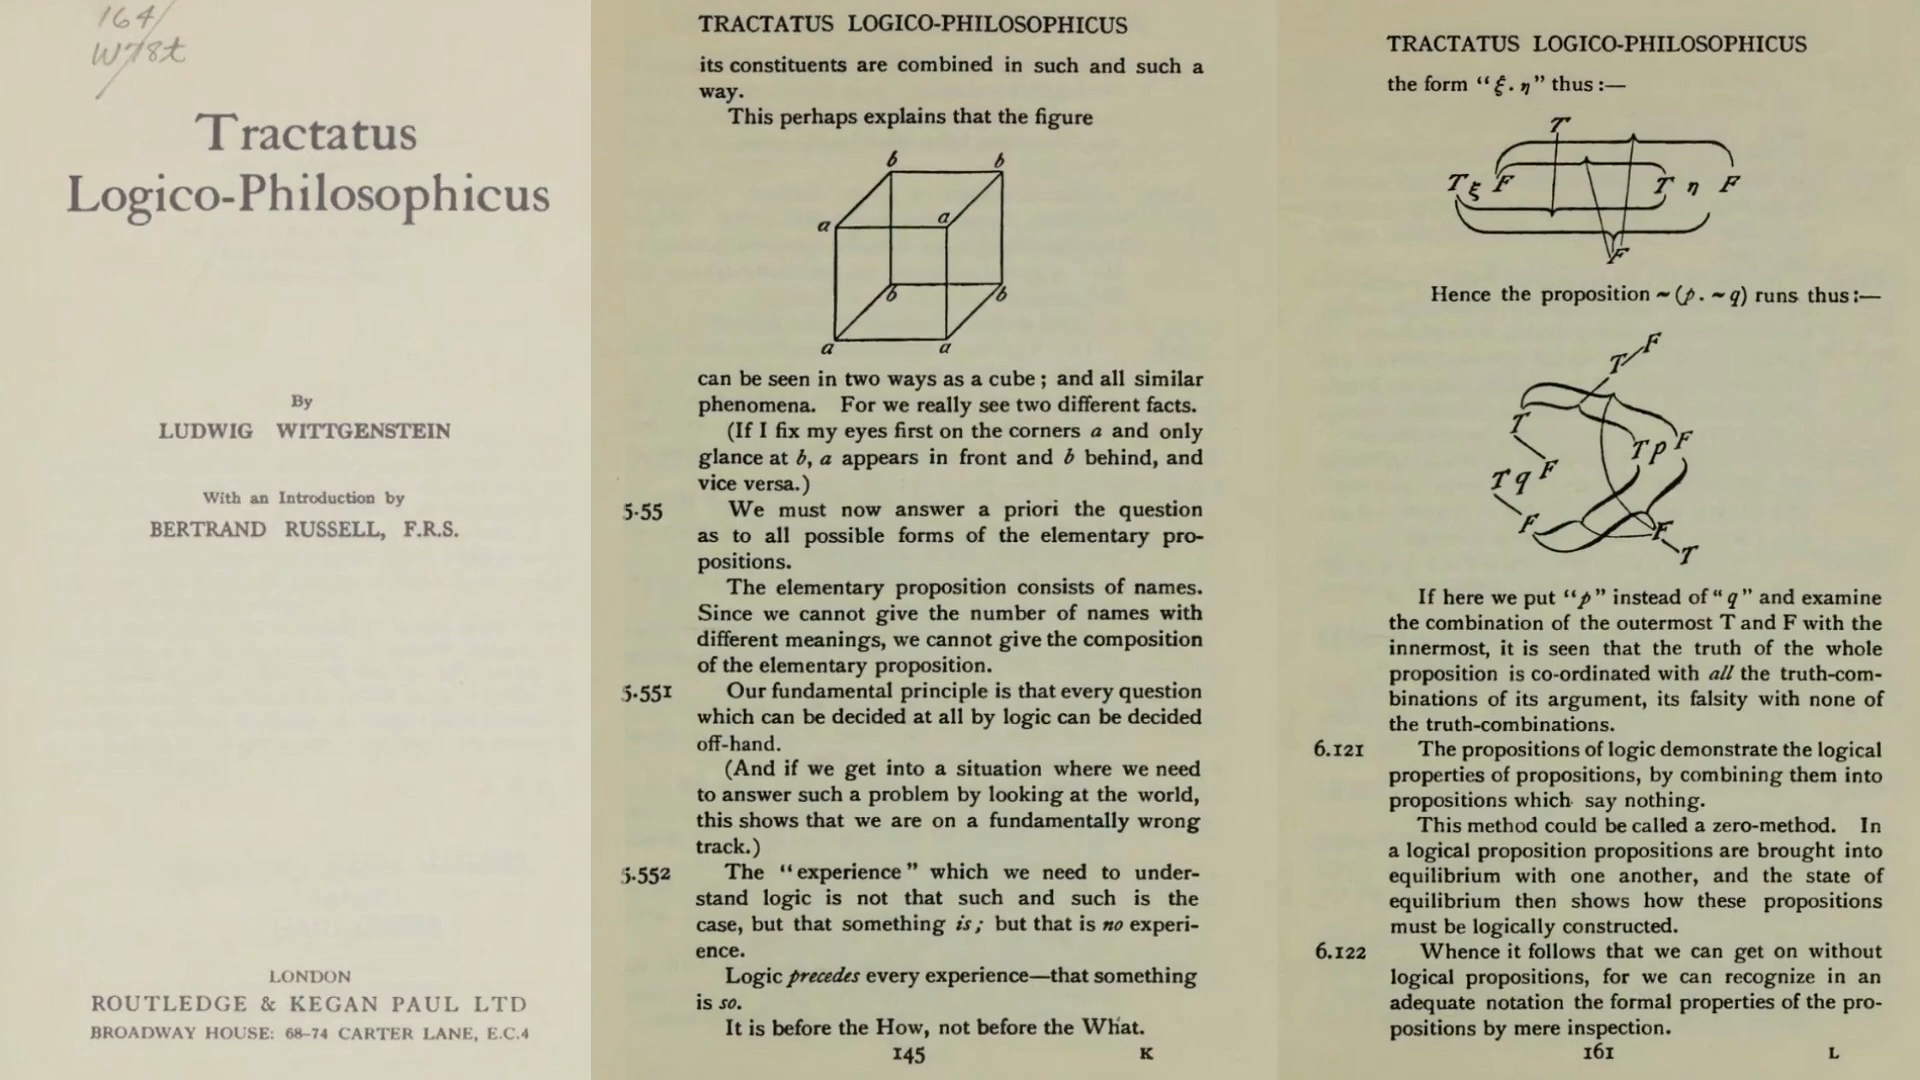 164/
W78t
Tractatus
Logico-Philosophicus
By
LUDWIG WITTGENSTEIN
With an Introduction by
BERTRAND RUSSELL, F.R.S.
LONDON
ROUTLEDGE & KEGAN PAUL LTD
BROADWAY HOUSE: 68-74 CARTER LANE, E.C.4
TRACTATUS LOGICO-PHILOSOPHICUS
its constituents are combined in such and such a
way.
This perhaps explains that the figure
b b
a a
b b
a a
can be seen in two ways as a cube; and all similar
phenomena. For we really see two different facts.
(If I fix my eyes first on the corners a and only
glance at b, a appears in front and b behind, and
vice versa.)
5·55 We must now answer a priori the question
as to all possible forms of the elementary pro-
positions.
The elementary proposition consists of names.
Since we cannot give the number of names with
different meanings, we cannot give the composition
of the elementary proposition.
5·551 Our fundamental principle is that every question
which can be decided at all by logic can be decided
off-hand.
(And if we get into a situation where we need
to answer such a problem by looking at the world,
this shows that we are on a fundamentally wrong
track.)
5·552 The “experience” which we need to under-
stand logic is not that such and such is the
case, but that something is; but that is no experi-
ence.
Logic precedes every experience—that something
is so.
It is before the How, not before the What.
145 K
TRACTATUS LOGICO-PHILOSOPHICUS
the form “ξ . η” thus:—
T
T ξ F T η F
F
Hence the proposition ~(p . ~q) runs thus:—
F
T
T
T p F
T q F
F F
T
If here we put “p” instead of “q” and examine
the combination of the outermost T and F with the
innermost, it is seen that the truth of the whole
proposition is co-ordinated with all the truth-com-
binations of its argument, its falsity with none of
the truth-combinations.
6.121 The propositions of logic demonstrate the logical
properties of propositions, by combining them into
propositions which say nothing.
This method could be called a zero-method. In
a logical proposition propositions are brought into
equilibrium with one another, and the state of
equilibrium then shows how these propositions
must be logically constructed.
6.122 Whence it follows that we can get on without
logical propositions, for we can recognize in an
adequate notation the formal properties of the pro-
positions by mere inspection.
161 L